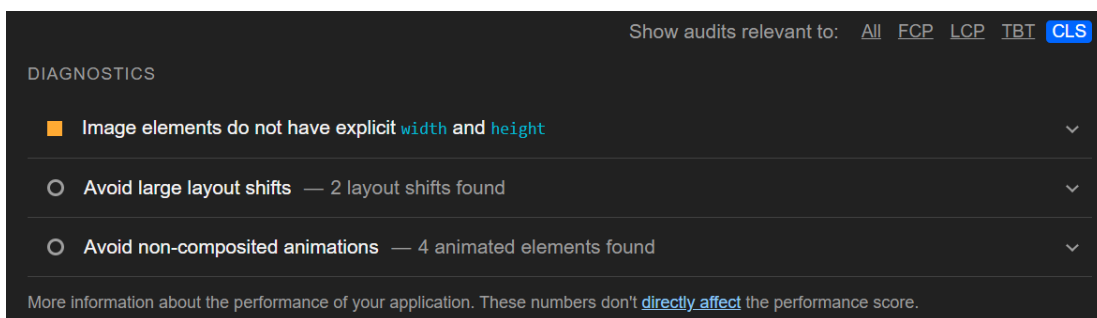 Show audits relevant to: All FCP LCP TBT CLS
DIAGNOSTICS
Image elements do not have explicit width and height
Avoid large layout shifts — 2 layout shifts found
Avoid non-composited animations — 4 animated elements found
More information about the performance of your application. These numbers don't directly affect the performance score.